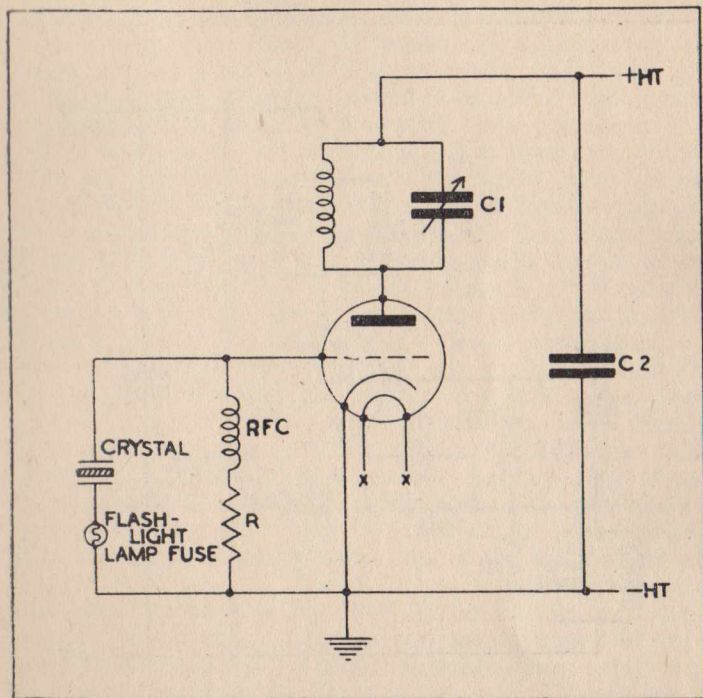 +HT
C1
C2
RFC
CRYSTAL
R
FLASH-
LIGHT
LAMP FUSE
x x
-HT